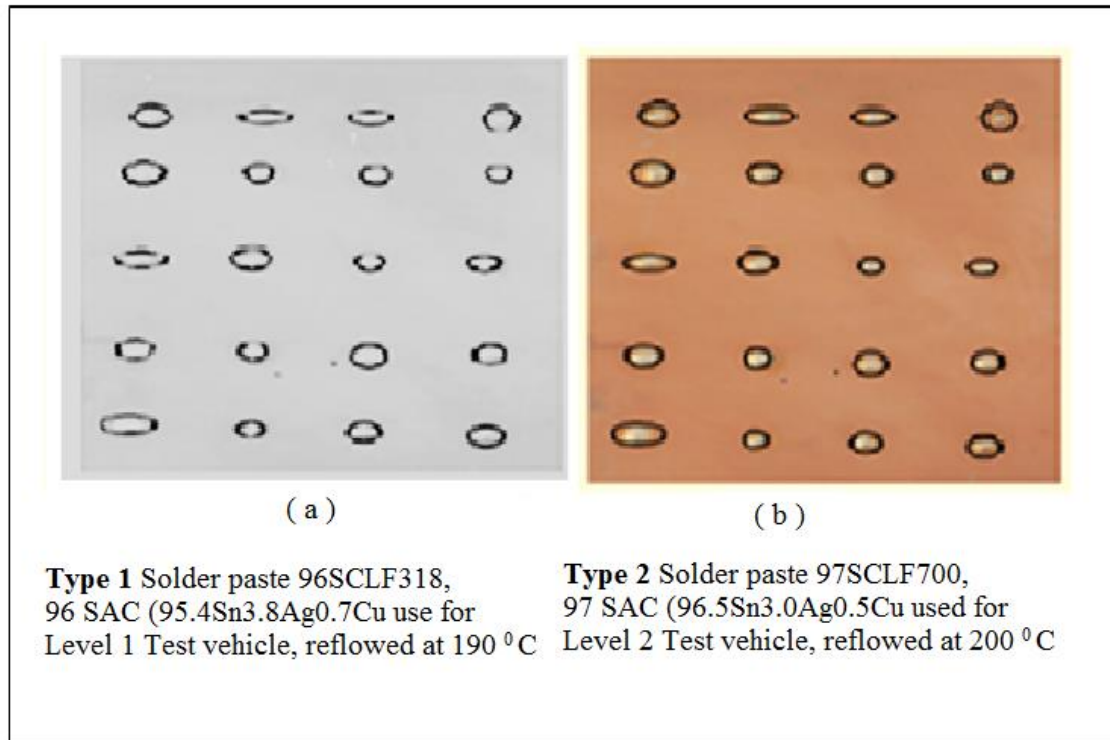 ( a )
( b )
Type 1 Solder paste 96SCLF318,
96 SAC (95.4Sn3.8Ag0.7Cu use for
Level 1 Test vehicle, reflowed at 190 ⁰ C
Type 2 Solder paste 97SCLF700,
97 SAC (96.5Sn3.0Ag0.5Cu used for
Level 2 Test vehicle, reflowed at 200 ⁰ C